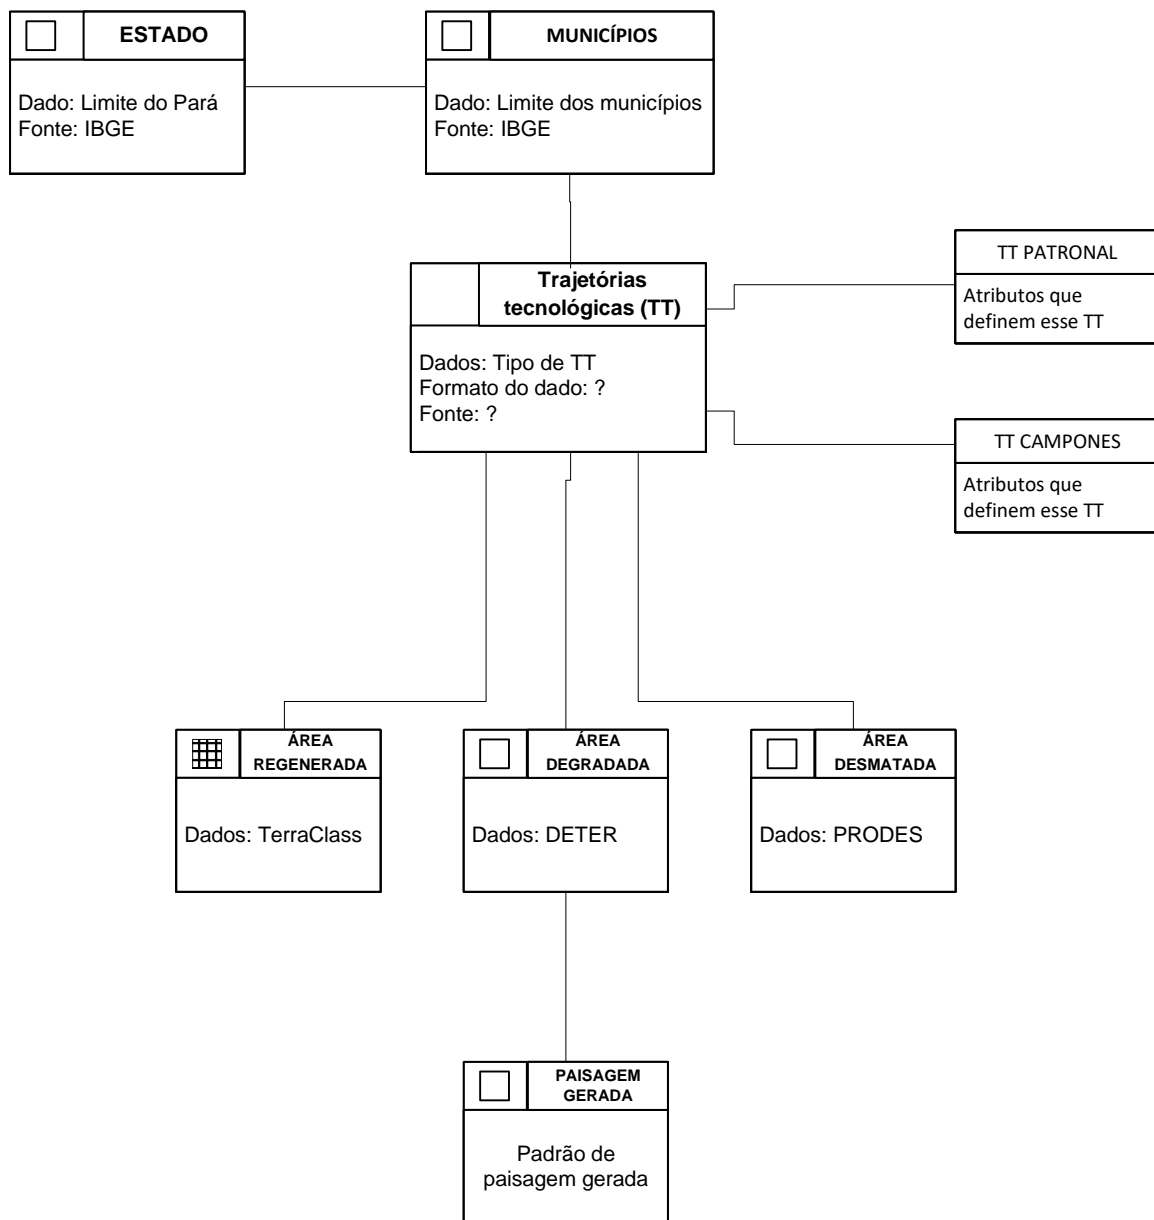 ESTADO
Dado: Limite do Pará
Fonte: IBGE
MUNICÍPIOS
Dado: Limite dos municípios
Fonte: IBGE
Trajetórias
tecnológicas (TT)
Dados: Tipo de TT
Formato do dado: ?
Fonte: ?
TT PATRONAL
Atributos que
definem esse TT
TT CAMPONES
Atributos que
definem esse TT
ÁREA
REGENERADA
Dados: TerraClass
ÁREA
DEGRADADA
Dados: DETER
ÁREA
DESMATADA
Dados: PRODES
PAISAGEM
GERADA
Padrão de
paisagem gerada